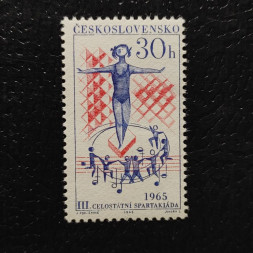 ČESKOSLOVENSKO
30h
1965
III. CELOSTÁTNÍ SPARTAKIÁDA